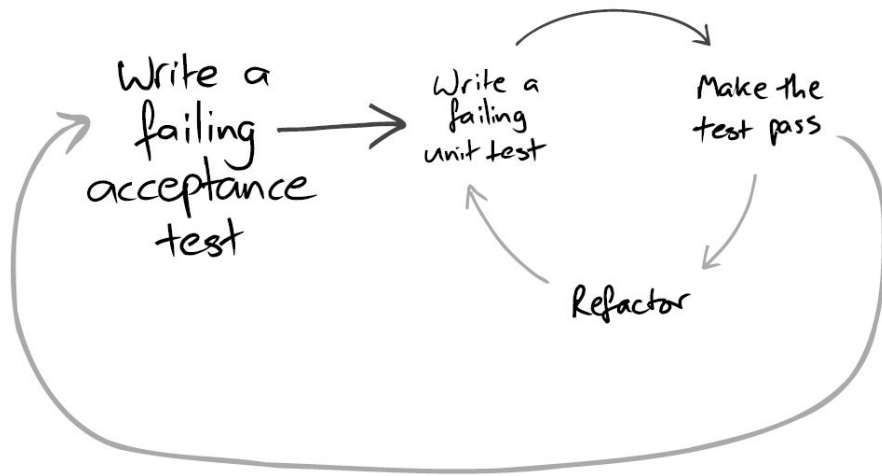 Write a
failing
acceptance
test
Write a
failing
unit test
Make the
test pass
Refactor